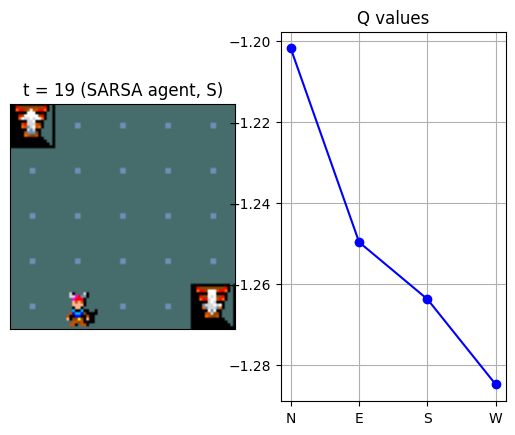 t = 19 (SARSA agent, S)
Q values
−1.20
−1.22
−1.24
−1.26
−1.28
N E S W